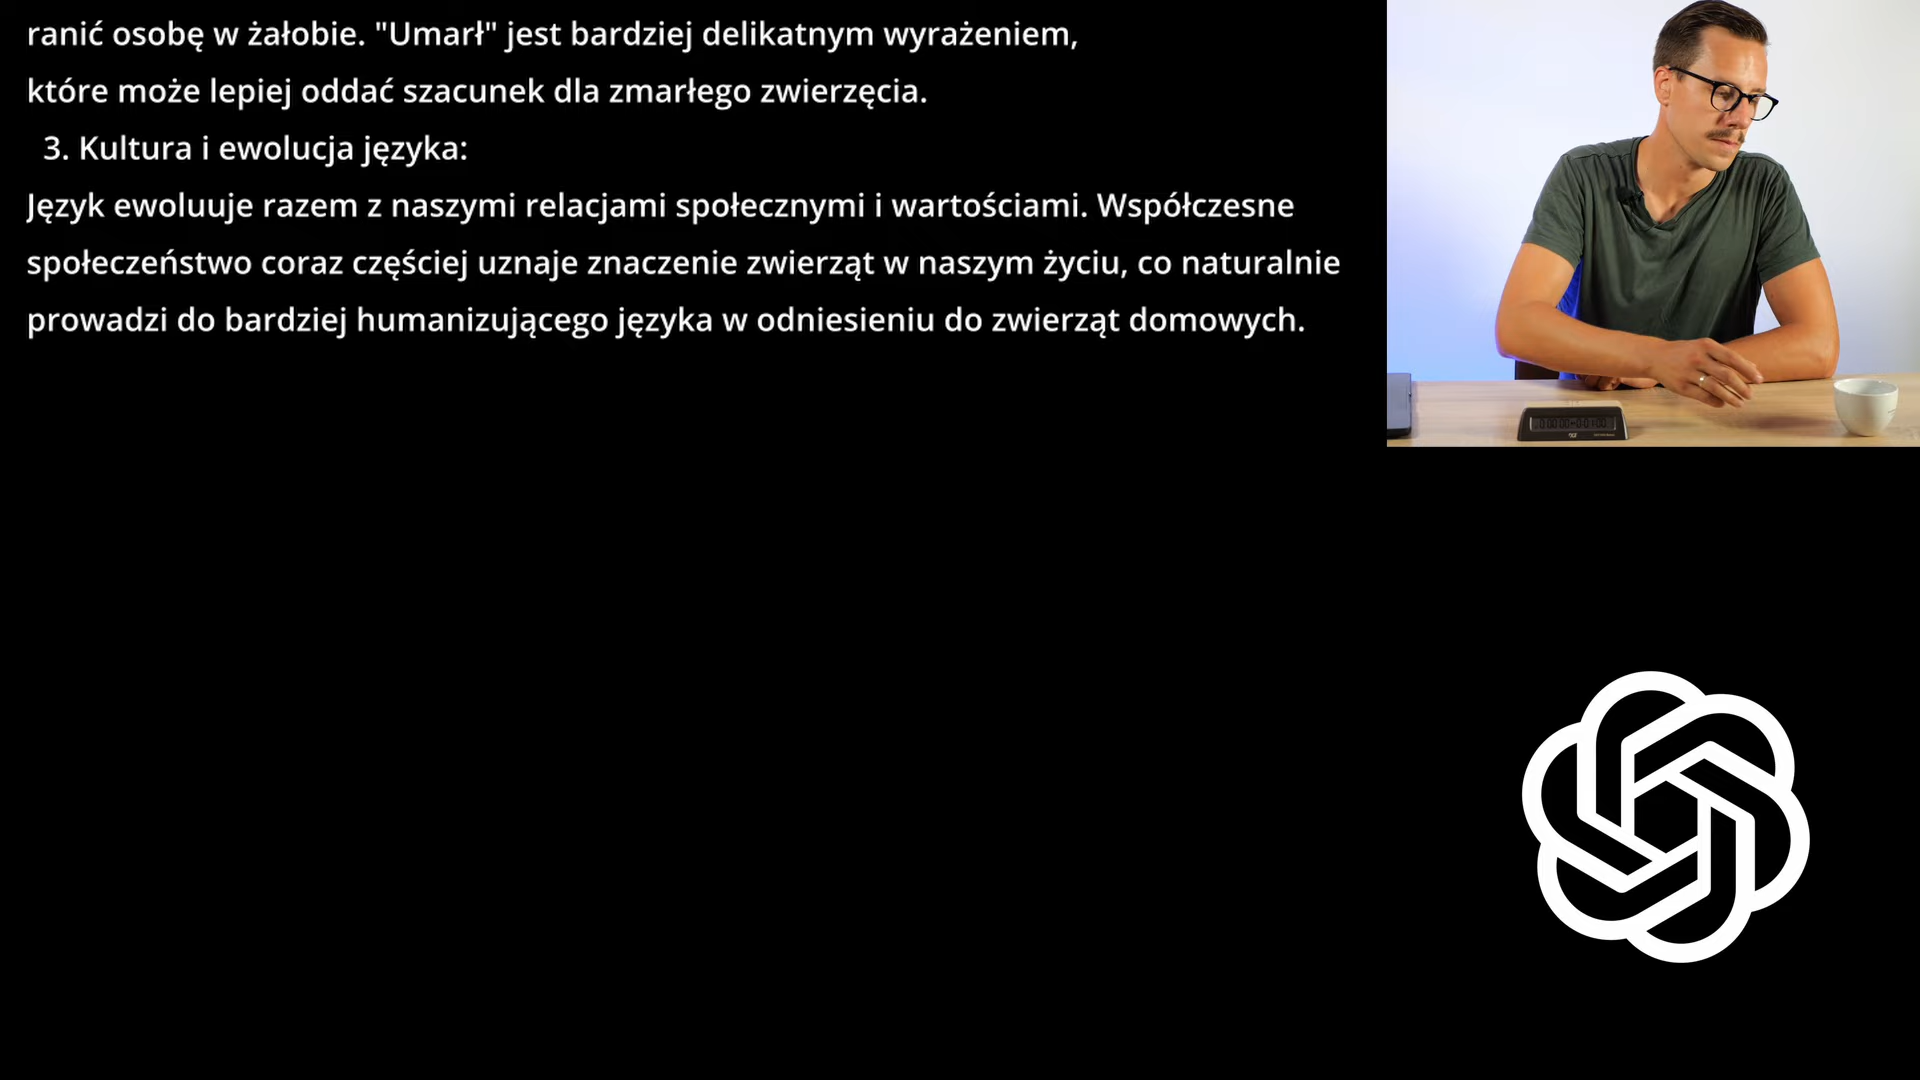 ranić osobę w żałobie. "Umarł" jest bardziej delikatnym wyrażeniem,
które może lepiej oddać szacunek dla zmarłego zwierzęcia.
3. Kultura i ewolucja języka:
Język ewoluuje razem z naszymi relacjami społecznymi i wartościami. Współczesne
społeczeństwo coraz częściej uznaje znaczenie zwierząt w naszym życiu, co naturalnie
prowadzi do bardziej humanizującego języka w odniesieniu do zwierząt domowych.